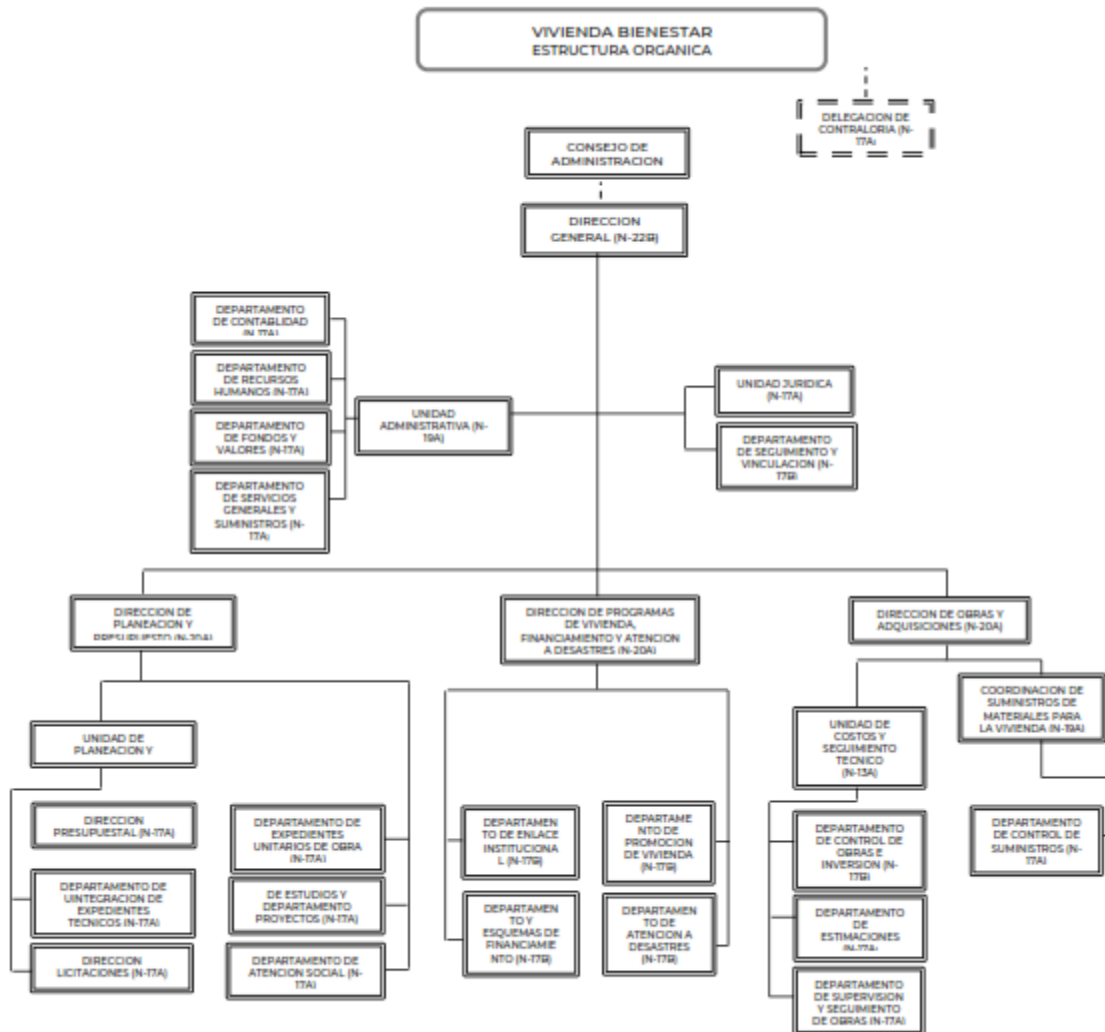 VIVIENDA BIENESTAR
ESTRUCTURA ORGANICA
DELEGACION DE
CONTRALORIA (N-
17A)
CONSEJO DE
ADMINISTRACION
DIRECCION
GENERAL (N-22B)
DEPARTAMENTO
DE CONTABLIDAD
(N-17A)
DEPARTAMENTO
DE RECURSOS
HUMANOS (N-17A)
DEPARTAMENTO
DE FONDOS Y
VALORES (N-17A)
DEPARTAMENTO
DE SERVICIOS
GENERALES Y
SUMINISTROS (N-
17A)
UNIDAD
ADMINISTRATIVA (N-
19A)
UNIDAD JURIDICA
(N-17A)
DEPARTAMENTO
DE SEGUIMIENTO Y
VINCULACION (N-
17B)
DIRECCION DE
PLANEACION Y
PRESUPUESTO (N-20A)
DIRECCION DE PROGRAMAS
DE VIVIENDA,
FINANCIAMIENTO Y ATENCION
A DESASTRES (N-20A)
DIRECCION DE OBRAS Y
ADQUISICIONES (N-20A)
UNIDAD DE
PLANEACION Y
DIRECCION
PRESUPUESTAL (N-17A)
DEPARTAMENTO DE
UINTEGRACION DE
EXPEDIENTES
TECNICOS (N-17A)
DIRECCION
LICITACIONES (N-17A)
DEPARTAMENTO DE
EXPEDIENTES
UNITARIOS DE OBRA
(N-17A)
DE ESTUDIOS Y
DEPARTAMENTO
PROYECTOS (N-17A)
DEPARTAMENTO DE
ATENCION SOCIAL (N-
17A)
DEPARTAMEN
TO DE ENLACE
INSTITUCIONA
L (N-17B)
DEPARTAMEN
TO Y
ESQUEMAS DE
FINANCIAMIE
NTO (N-17B)
DEPARTAME
NTO DE
PROMOCION
DE VIVIENDA
(N-17B)
DEPARTAMEN
TO DE
ATENCION A
DESASTRES
(N-17B)
UNIDAD DE
COSTOS Y
SEGUIMIENTO
TECNICO
(N-13A)
COORDINACION DE
SUMINISTROS DE
MATERIALES PARA
LA VIVIENDA (N-19A)
DEPARTAMENTO
DE CONTROL DE
OBRAS E
INVERSION (N-
17B)
DEPARTAMENTO
DE
ESTIMACIONES
(N-17A)
DEPARTAMENTO
DE SUPERVISION
Y SEGUIMIENTO
DE OBRAS (N-17A)
DEPARTAMENTO
DE CONTROL DE
SUMINISTROS (N-
17A)